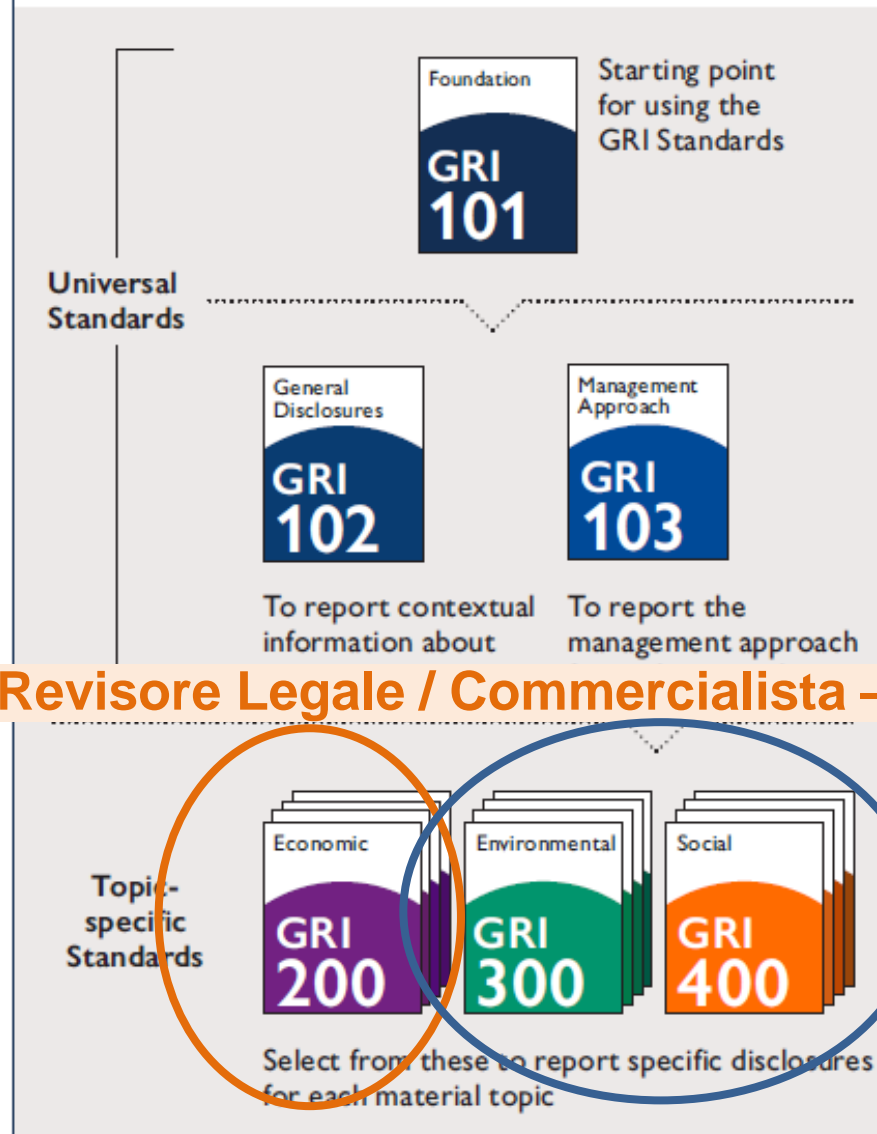 Foundation
GRI
101
Starting point
for using the
GRI Standards
Universal
Standards
General
Disclosures
GRI
102
Management
Approach
GRI
103
To report contextual
information about
To report the
management approach
Revisore Legale / Commercialista –
Topic-
specific
Standards
Economic
GRI
200
Environmental
GRI
300
Social
GRI
400
Select from these to report specific disclosures
for each material topic